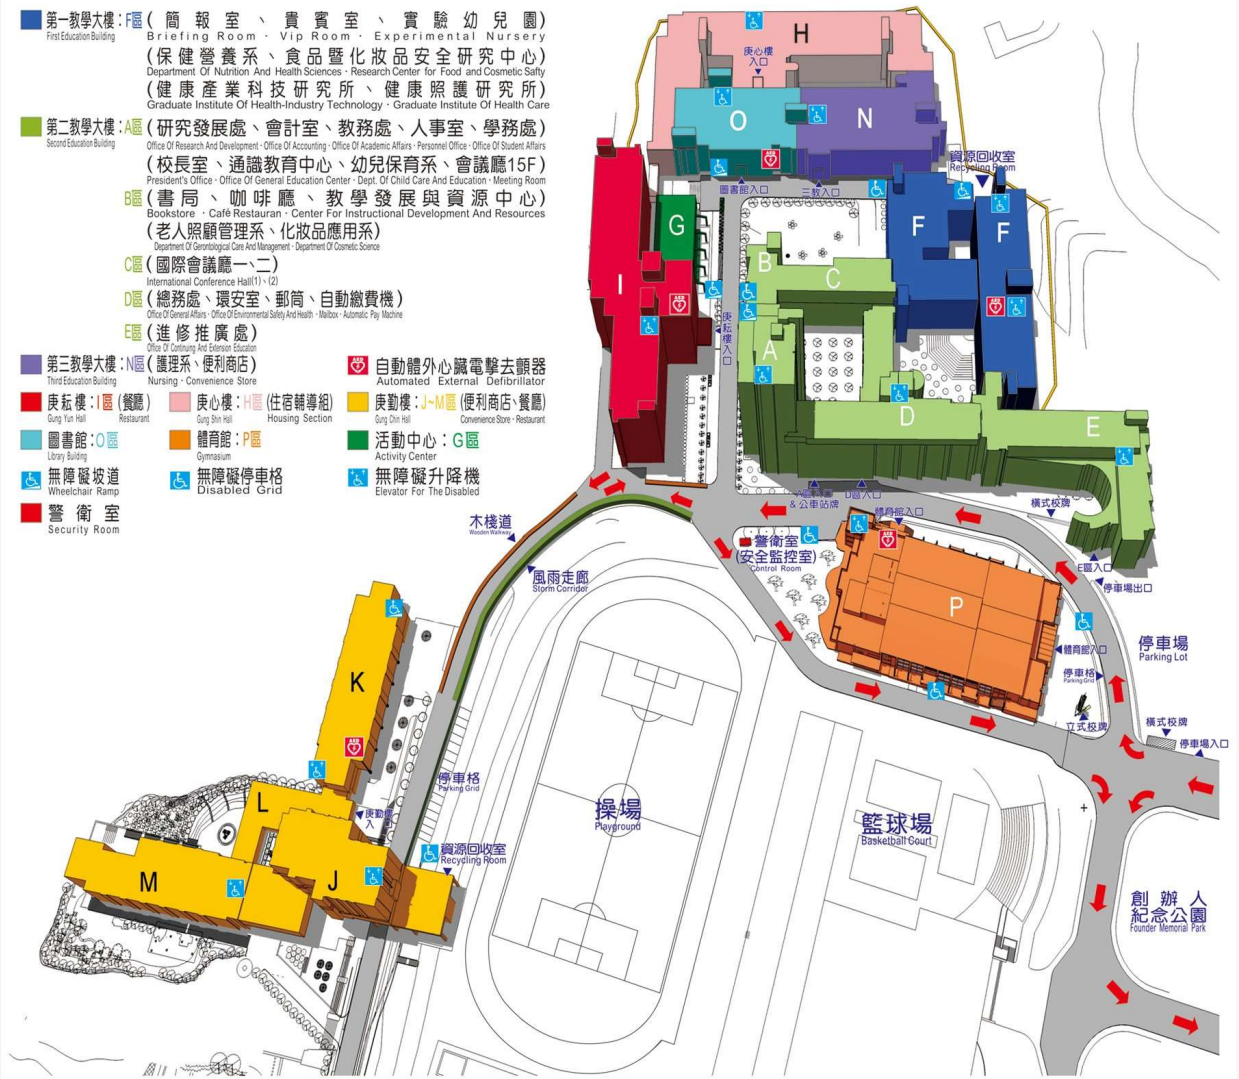 第一教學大樓：F區(簡報室、貴賓室、實驗幼兒園)
First Education Building
Briefing Room · Vip Room · Experimental Nursery
(保健營養系、食品暨化妝品安全研究中心)
Department Of Nutrition And Health Sciences · Research Center for Food and Cosmetic Safty
(健康產業科技研究所、健康照護研究所)
Graduate Institute Of Health-Industry Technology · Graduate Institute Of Health Care
第二教學大樓：A區(研究發展處、會計室、教務處、人事室、學務處)
Second Education Building
Office Of Research And Development · Office Of Accounting · Office Of Academic Affairs · Personnel Office · Office Of Student Affairs
(校長室、通識教育中心、幼兒保育系、會議廳15F)
President's Office · Office Of General Education Center · Dept. Of Child Care And Education · Meeting Room
B區(書局、咖啡廳、教學發展與資源中心)
Bookstore · Café Restauran · Center For Instructional Development And Resources
(老人照顧管理系、化妝品應用系)
Department Of Gerontological Care And Management · Department Of Cosmetic Science
C區(國際會議廳一、二)
International Conference Hall(1)、(2)
D區(總務處、環安室、郵筒、自動繳費機)
Office Of General Affairs · Office Of Environmental Safety And Health · Mailbox · Automatic Pay Machine
E區(進修推廣處)
Office Of Continuing And Extension Education
第三教學大樓：N區(護理系、便利商店)
Third Education Building
Nursing · Convenience Store
自動體外心臟電擊去顫器
Automated External Defibrillator
庚耘樓：I區(餐廳)
Gung Yun Hall
Restaurant
庚心樓：H區(住宿輔導組)
Gung Shin Hall
Housing Section
庚勤樓：J~M區(便利商店、餐廳)
Gung Chin Hall
Convenience Store · Restaurant
圖書館：O區
Library Building
體育館：P區
Gymnasium
活動中心：G區
Activity Center
無障礙坡道
Wheelchair Ramp
無障礙停車格
Disabled Grid
無障礙升降機
Elevator For The Disabled
警衛室
Security Room
H
庚心樓
入口
O
N
AED
圖書館入口
三教入口
資源回收室
Recycling Room
G
F
F
I
B
C
AED
AED
庚耘樓入口
A
D
E
A區入口
&公車站牌
D區入口
橫式校牌
體育館入口
AED
警衛室
(安全監控室)
Control Room
E區入口
停車場出口
木棧道
Wooden Walkway
風雨走廊
Storm Corridor
P
停車場
Parking Lot
體育館入口
停車格
Parking Grid
立式校牌
橫式校牌
停車場入口
K
AED
停車格
Parking Grid
L
庚勤樓
入
M
J
資源回收室
Recycling Room
操場
Playground
籃球場
Basketball Court
創辦人
紀念公園
Founder Memorial Park